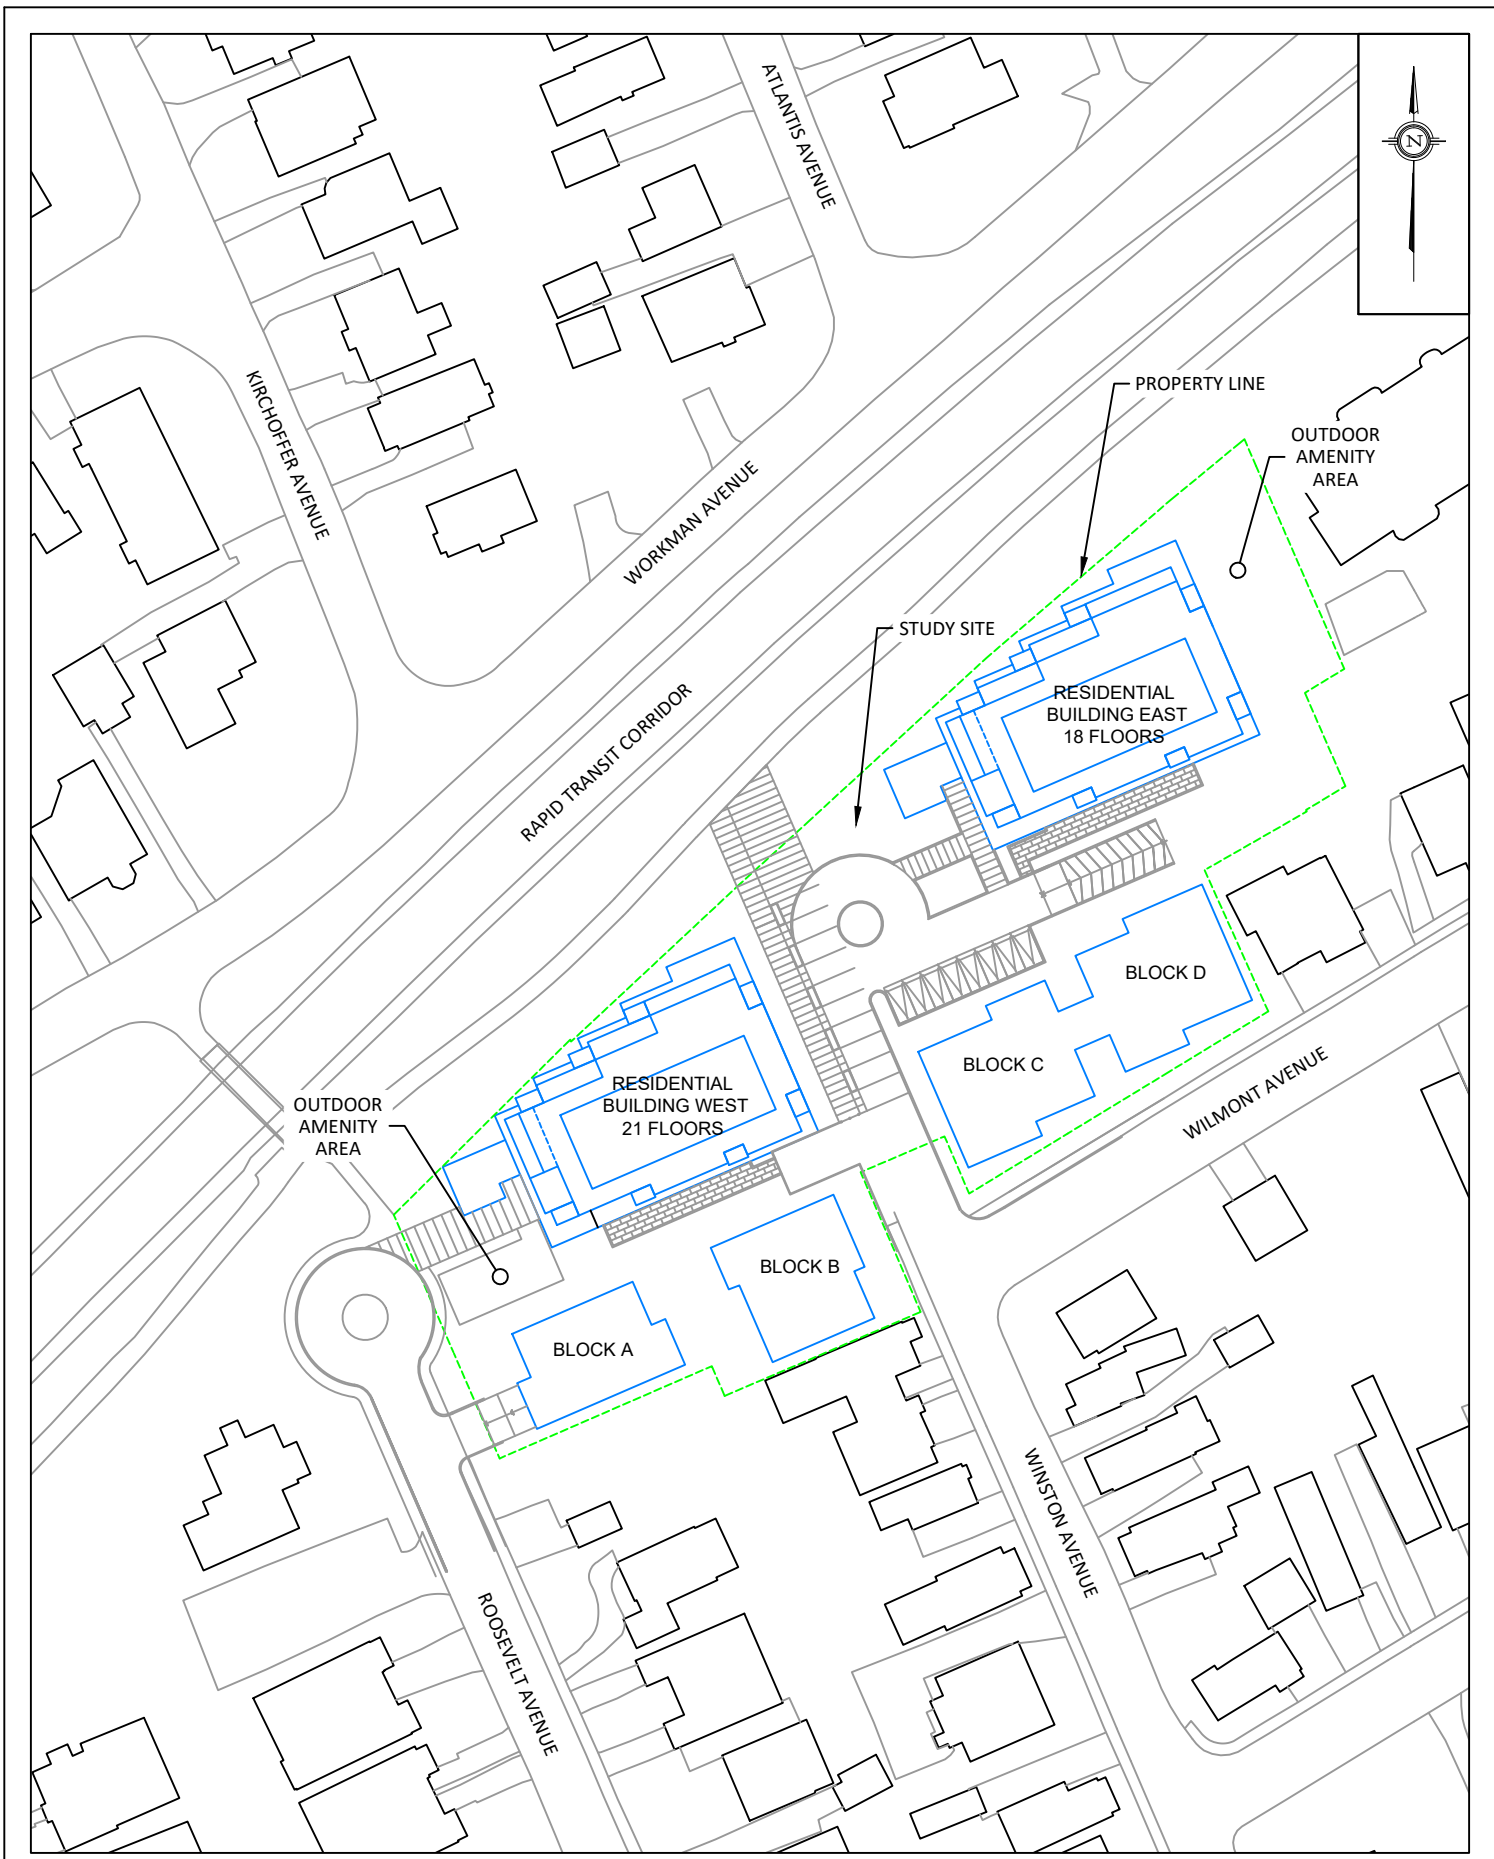 ATLANTIS AVENUE
N
KIRCHOFFER AVENUE
PROPERTY LINE
OUTDOOR
AMENITY
AREA
WORKMAN AVENUE
STUDY SITE
RESIDENTIAL
BUILDING EAST
18 FLOORS
RAPID TRANSIT CORRIDOR
BLOCK D
BLOCK C
RESIDENTIAL
BUILDING WEST
21 FLOORS
OUTDOOR
AMENITY
AREA
WILMONT AVENUE
BLOCK B
BLOCK A
WINSTON AVENUE
ROOSEVELT AVENUE